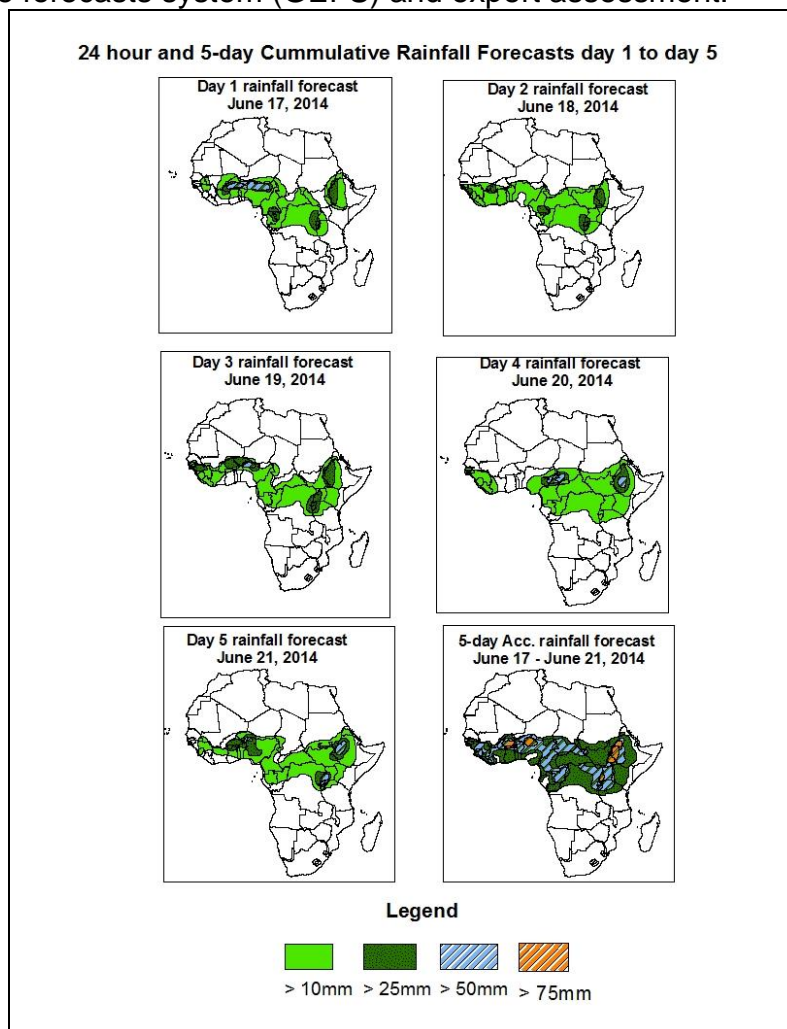 forecasts system (GEFS) and expert assessment.
24 hour and 5-day Cummulative Rainfall Forecasts day 1 to day 5
Day 1 rainfall forecast
June 17, 2014
Day 2 rainfall forecast
June 18, 2014
Day 3 rainfall forecast
June 19, 2014
Day 4 rainfall forecast
June 20, 2014
Day 5 rainfall forecast
June 21, 2014
5-day Acc. rainfall forecast
June 17 - June 21, 2014
Legend
> 10mm > 25mm > 50mm > 75mm